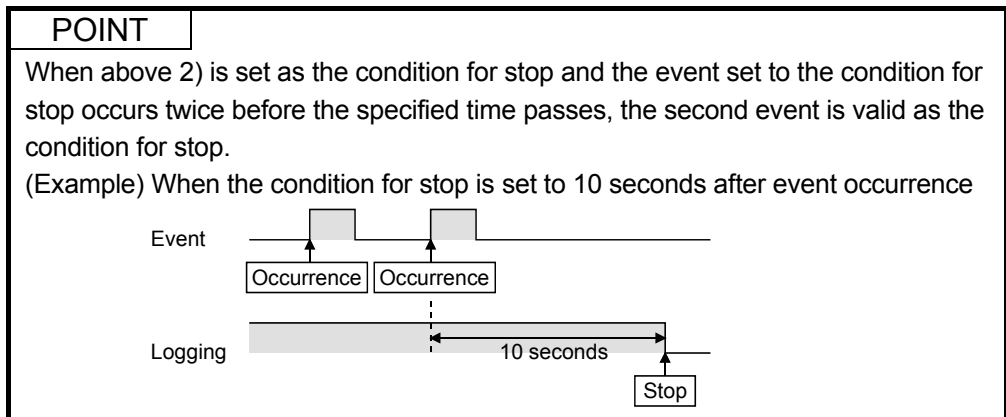 POINT
When above 2) is set as the condition for stop and the event set to the condition for
stop occurs twice before the specified time passes, the second event is valid as the
condition for stop.
(Example) When the condition for stop is set to 10 seconds after event occurrence
Event
Occurrence Occurrence
Logging
10 seconds
Stop